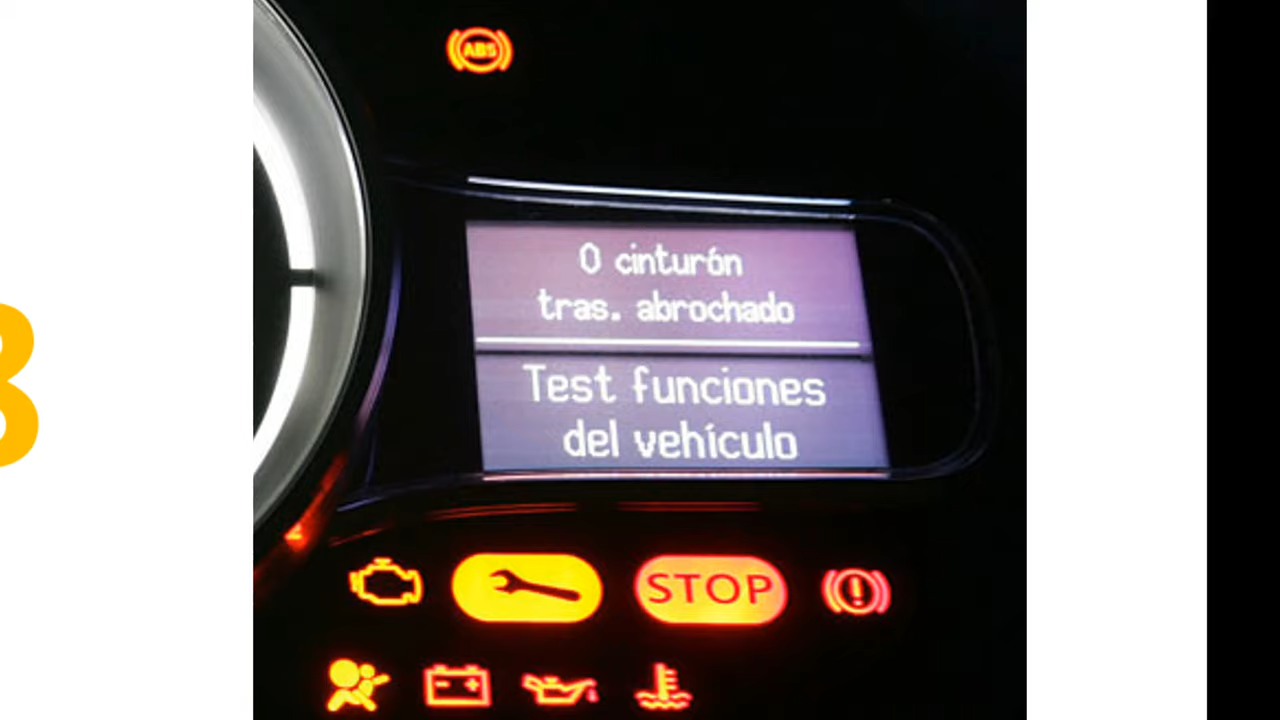 ABS
0 cinturón
tras. abrochado
Test funciones
del vehículo
STOP